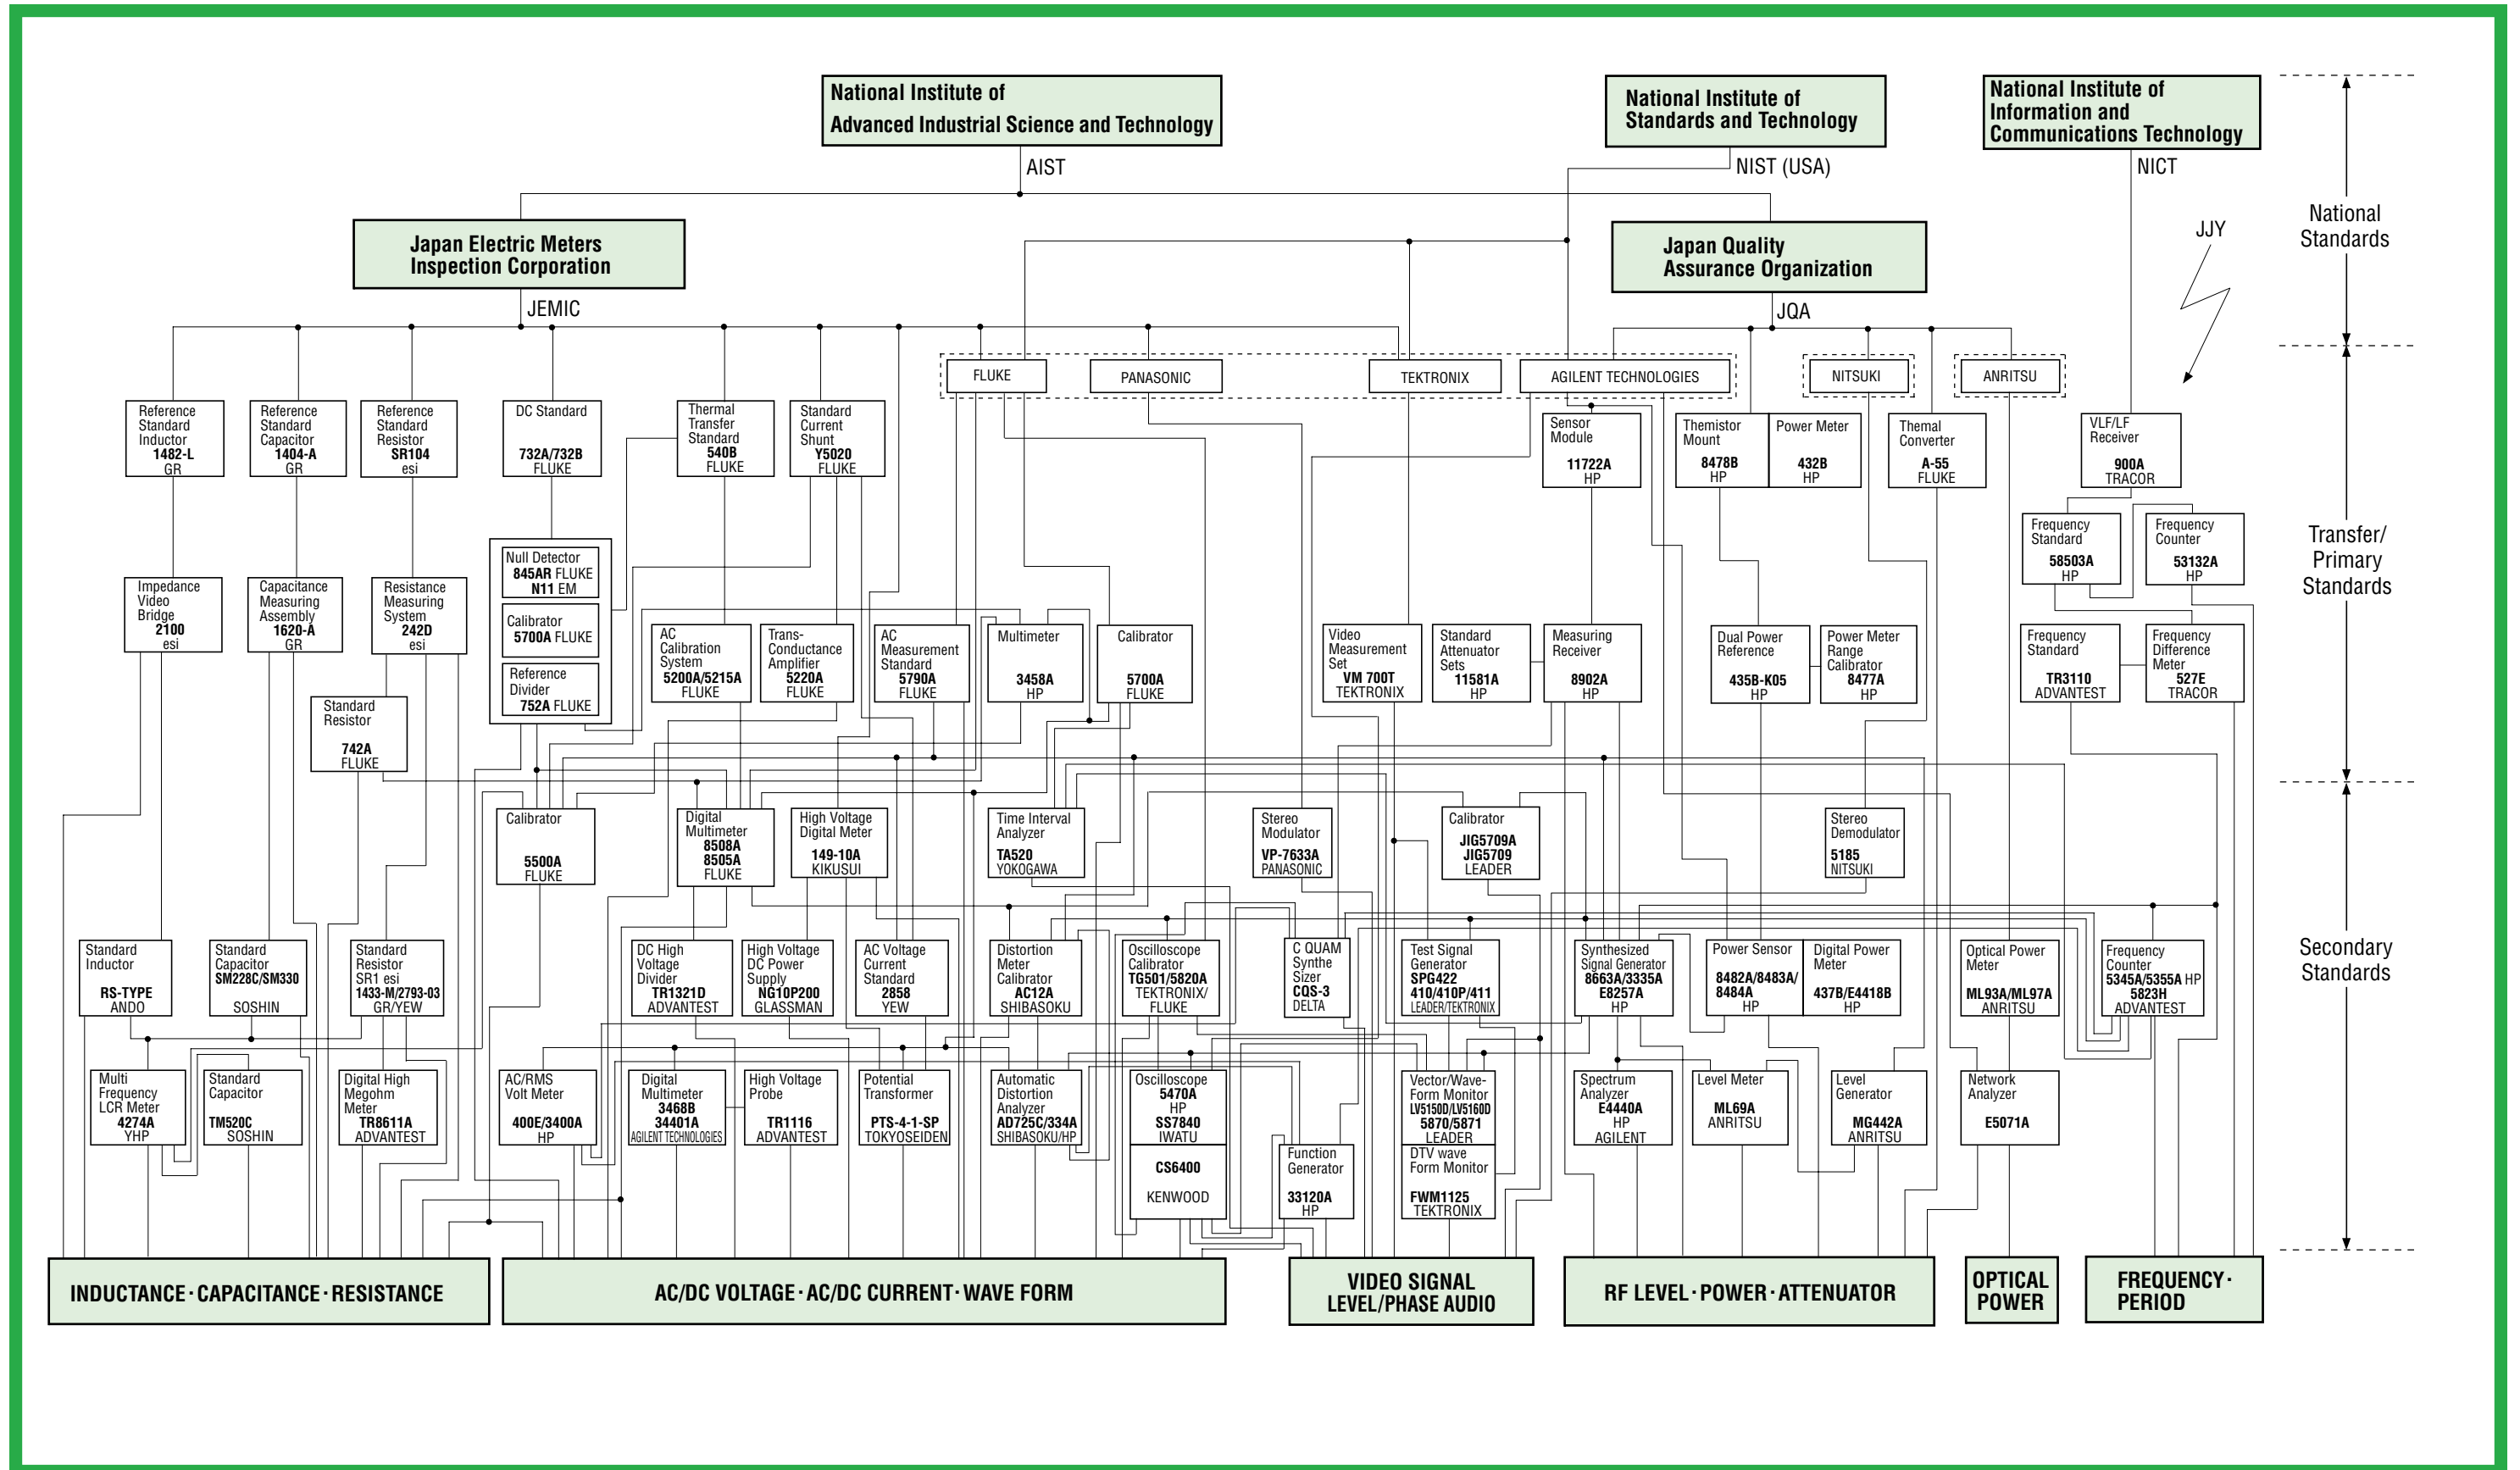 National Institute of
Advanced Industrial Science and Technology
National Institute of
Standards and Technology
National Institute of
Information and
Communications Technology
AIST
NIST (USA)
NICT
JJY
Japan Electric Meters
Inspection Corporation
Japan Quality
Assurance Organization
JEMIC
JQA
National
Standards
FLUKE
PANASONIC
TEKTRONIX
AGILENT TECHNOLOGIES
NITSUKI
ANRITSU
Reference
Standard
Inductor
1482-L
GR
Reference
Standard
Capacitor
1404-A
GR
Reference
Standard
Resistor
SR104
esi
DC Standard
732A/732B
FLUKE
Thermal
Transfer
Standard
540B
FLUKE
Standard
Current
Shunt
Y5020
FLUKE
Sensor
Module
11722A
HP
Themistor
Mount
8478B
HP
Power Meter
432B
HP
Themal
Converter
A-55
FLUKE
VLF/LF
Receiver
900A
TRACOR
Frequency
Standard
58503A
HP
Frequency
Counter
53132A
HP
Transfer/
Primary
Standards
Impedance
Video
Bridge
2100
esi
Capacitance
Measuring
Assembly
1620-A
GR
Resistance
Measuring
System
242D
esi
Null Detector
845AR FLUKE
N11 EM
Calibrator
5700A FLUKE
Reference
Divider
752A FLUKE
AC
Calibration
System
5200A/5215A
FLUKE
Trans-
Conductance
Amplifier
5220A
FLUKE
AC
Measurement
Standard
5790A
FLUKE
Multimeter
3458A
HP
Calibrator
5700A
FLUKE
Video
Measurement
Set
VM 700T
TEKTRONIX
Standard
Attenuator
Sets
11581A
HP
Measuring
Receiver
8902A
HP
Dual Power
Reference
435B-K05
HP
Power Meter
Range
Calibrator
8477A
HP
Frequency
Standard
TR3110
ADVANTEST
Frequency
Difference
Meter
527E
TRACOR
Standard
Resistor
742A
FLUKE
Calibrator
5500A
FLUKE
Digital
Multimeter
8508A
8505A
FLUKE
High Voltage
Digital Meter
149-10A
KIKUSUI
Time Interval
Analyzer
TA520
YOKOGAWA
Stereo
Modulator
VP-7633A
PANASONIC
Calibrator
JIG5709A
JIG5709
LEADER
Stereo
Demodulator
5185
NITSUKI
Secondary
Standards
Standard
Inductor
RS-TYPE
ANDO
Standard
Capacitor
SM228C/SM330
SOSHIN
Standard
Resistor
SR1 esi
1433-M/2793-03
GR/YEW
DC High
Voltage
Divider
TR1321D
ADVANTEST
High Voltage
DC Power
Supply
NG10P200
GLASSMAN
AC Voltage
Current
Standard
2858
YEW
Distortion
Meter
Calibrator
AC12A
SHIBASOKU
Oscilloscope
Calibrator
TG501/5820A
TEKTRONIX/
FLUKE
C QUAM
Synthe
Sizer
CQS-3
DELTA
Test Signal
Generator
SPG422
410/410P/411
LEADER/TEKTRONIX
Synthesized
Signal Generator
8663A/3335A
E8257A
HP
Power Sensor
8482A/8483A/
8484A
HP
Digital Power
Meter
437B/E4418B
HP
Optical Power
Meter
ML93A/ML97A
ANRITSU
Frequency
Counter
5345A/5355A HP
5823H
ADVANTEST
Multi
Frequency
LCR Meter
4274A
YHP
Standard
Capacitor
TM520C
SOSHIN
Digital High
Megohm
Meter
TR8611A
ADVANTEST
AC/RMS
Volt Meter
400E/3400A
HP
Digital
Multimeter
3468B
34401A
AGILENT TECHNOLOGIES
High Voltage
Probe
TR1116
ADVANTEST
Potential
Transformer
PTS-4-1-SP
TOKYOSEIDEN
Automatic
Distortion
Analyzer
AD725C/334A
SHIBASOKU/HP
Oscilloscope
5470A
HP
SS7840
IWATU
CS6400
KENWOOD
Function
Generator
33120A
HP
Vector/Wave-
Form Monitor
LV5150D/LV5160D
5870/5871
LEADER
DTV wave
Form Monitor
FWM1125
TEKTRONIX
Spectrum
Analyzer
E4440A
HP
AGILENT
Level Meter
ML69A
ANRITSU
Level
Generator
MG442A
ANRITSU
Network
Analyzer
E5071A
INDUCTANCE·CAPACITANCE·RESISTANCE
AC/DC VOLTAGE·AC/DC CURRENT·WAVE FORM
VIDEO SIGNAL
LEVEL/PHASE AUDIO
RF LEVEL·POWER·ATTENUATOR
OPTICAL
POWER
FREQUENCY·
PERIOD